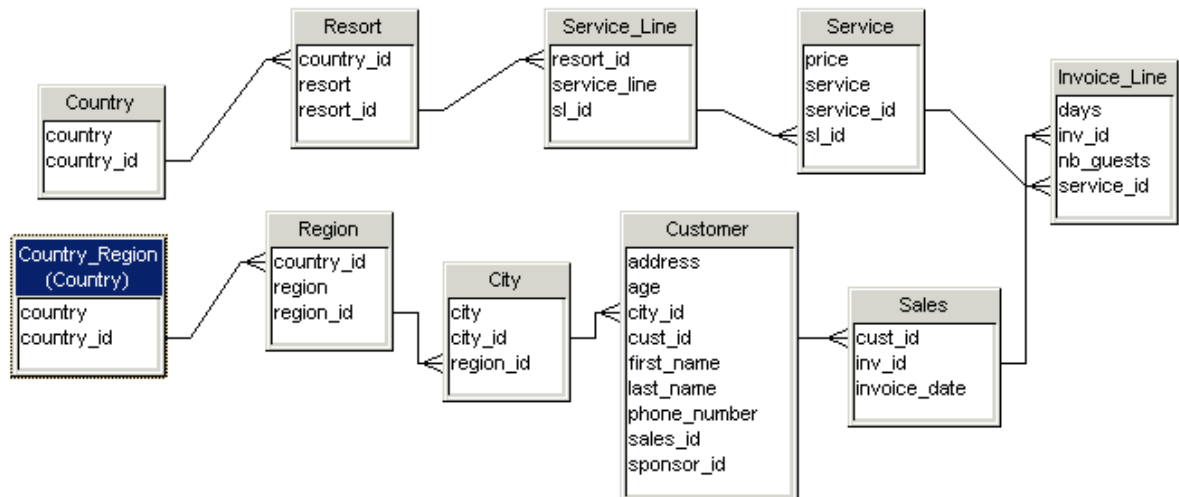 Country
country
country_id
Resort
country_id
resort
resort_id
Service_Line
resort_id
service_line
sl_id
Service
price
service
service_id
sl_id
Invoice_Line
days
inv_id
nb_guests
service_id
Country_Region
(Country)
country
country_id
Region
country_id
region
region_id
City
city
city_id
region_id
Customer
address
age
city_id
cust_id
first_name
last_name
phone_number
sales_id
sponsor_id
Sales
cust_id
inv_id
invoice_date